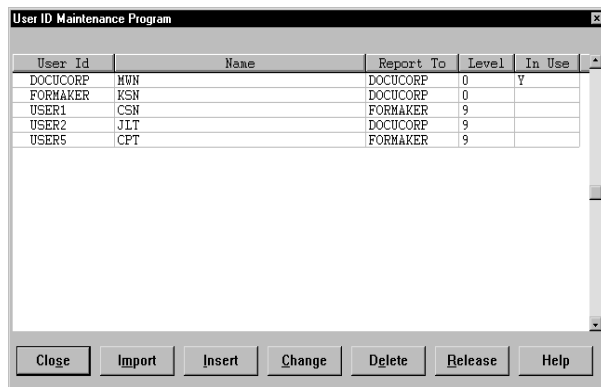 User ID Maintenance Program
User Id Name Report To Level In Use
DOCUCORP MWN DOCUCORP 0 Y
FORMAKER KSN DOCUCORP 0
USER1 CSN FORMAKER 9
USER2 JLT DOCUCORP 9
USER5 CPT FORMAKER 9
Close Import Insert Change Delete Release Help